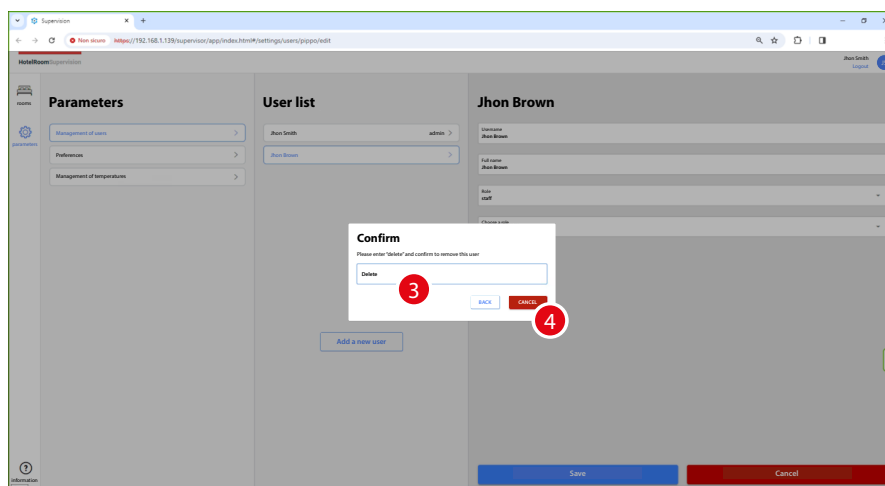 Supervision
Non sicuro https://192.168.1.139/supervisor/app/index.html#/settings/users/pippo/edit
HotelRoomSupervision
Jhon Smith
Logout
rooms
parameters
Parameters
Management of users
Preferences
Management of temperatures
User list
Jhon Smith admin
Jhon Brown
Add a new user
Jhon Brown
Username
Jhon Brown
Full name
Jhon Brown
Role
staff
Confirm
Please enter "delete" and confirm to remove this user
Delete
3
BACK CANCEL
4
Save Cancel
?
information